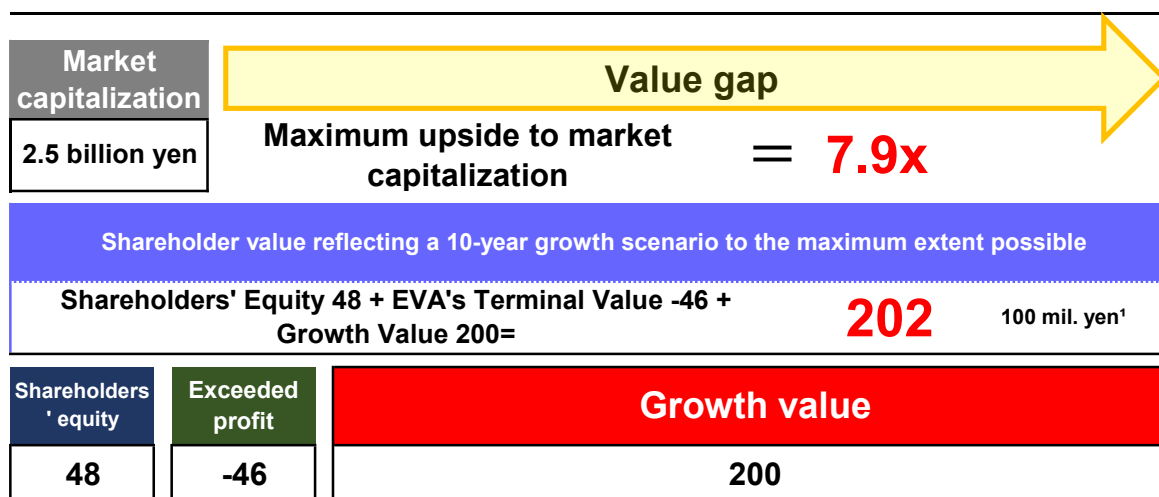 Market
capitalization
Value gap
2.5 billion yen
Maximum upside to market
capitalization
= 7.9x
Shareholder value reflecting a 10-year growth scenario to the maximum extent possible
Shareholders' Equity 48 + EVA's Terminal Value -46 +
Growth Value 200=
202
100 mil. yen¹
Shareholders
' equity
Exceeded
profit
Growth value
48
-46
200